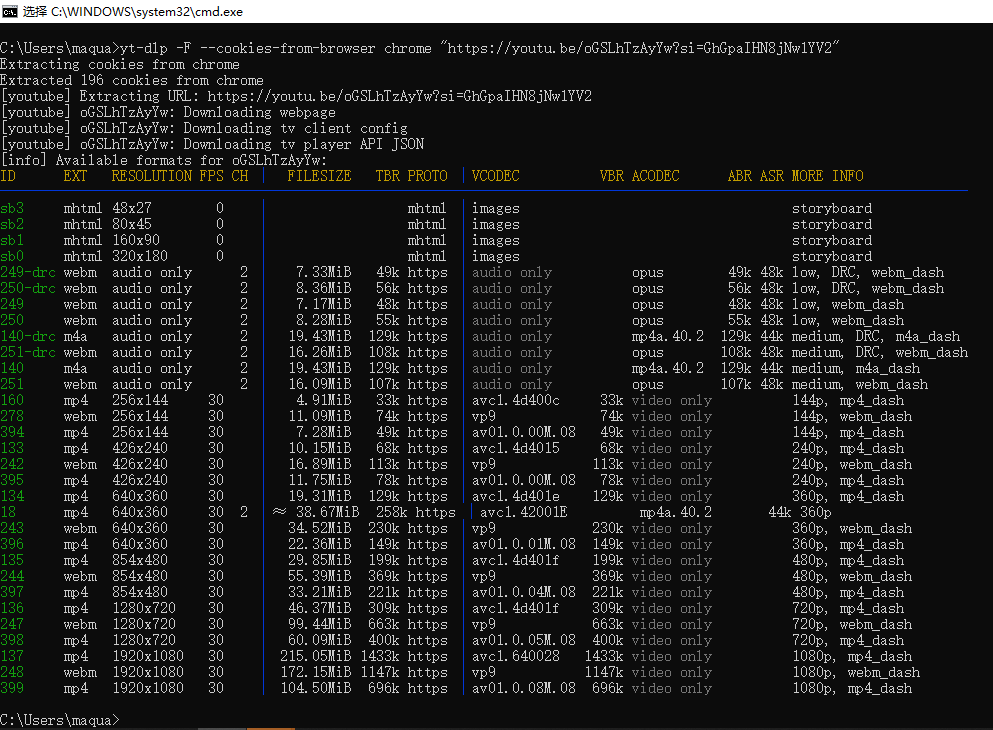 选择 C:\WINDOWS\system32\cmd.exe
C:\Users\maqua>yt-dlp -F --cookies-from-browser chrome "https://youtu.be/oGSLhTzAyYw?si=GhGpaIHN8jNw1YV2"
Extracting cookies from chrome
Extracted 196 cookies from chrome
[youtube] Extracting URL: https://youtu.be/oGSLhTzAyYw?si=GhGpaIHN8jNw1YV2
[youtube] oGSLhTzAyYw: Downloading webpage
[youtube] oGSLhTzAyYw: Downloading tv client config
[youtube] oGSLhTzAyYw: Downloading tv player API JSON
[info] Available formats for oGSLhTzAyYw:
ID EXT RESOLUTION FPS CH | FILESIZE TBR PROTO | VCODEC VBR ACODEC ABR ASR MORE INFO
sb3 mhtml 48x27 0 | mhtml | images storyboard
sb2 mhtml 80x45 0 | mhtml | images storyboard
sb1 mhtml 160x90 0 | mhtml | images storyboard
sb0 mhtml 320x180 0 | mhtml | images storyboard
249-drc webm audio only 2 | 7.33MiB 49k https | audio only opus 49k 48k low, DRC, webm_dash
250-drc webm audio only 2 | 8.36MiB 56k https | audio only opus 56k 48k low, DRC, webm_dash
249 webm audio only 2 | 7.17MiB 48k https | audio only opus 48k 48k low, webm_dash
250 webm audio only 2 | 8.28MiB 55k https | audio only opus 55k 48k low, webm_dash
140-drc m4a audio only 2 | 19.43MiB 129k https | audio only mp4a.40.2 129k 44k medium, DRC, m4a_dash
251-drc webm audio only 2 | 16.26MiB 108k https | audio only opus 108k 48k medium, DRC, webm_dash
140 m4a audio only 2 | 19.43MiB 129k https | audio only mp4a.40.2 129k 44k medium, m4a_dash
251 webm audio only 2 | 16.09MiB 107k https | audio only opus 107k 48k medium, webm_dash
160 mp4 256x144 30 | 4.91MiB 33k https | avc1.4d400c 33k video only 144p, mp4_dash
278 webm 256x144 30 | 11.09MiB 74k https | vp9 74k video only 144p, webm_dash
394 mp4 256x144 30 | 7.28MiB 49k https | av01.0.00M.08 49k video only 144p, mp4_dash
133 mp4 426x240 30 | 10.15MiB 68k https | avc1.4d4015 68k video only 240p, mp4_dash
242 webm 426x240 30 | 16.89MiB 113k https | vp9 113k video only 240p, webm_dash
395 mp4 426x240 30 | 11.75MiB 78k https | av01.0.00M.08 78k video only 240p, mp4_dash
134 mp4 640x360 30 | 19.31MiB 129k https | avc1.4d401e 129k video only 360p, mp4_dash
18 mp4 640x360 30 2 | ≈ 38.67MiB 258k https | avc1.42001E mp4a.40.2 44k 360p
243 webm 640x360 30 | 34.52MiB 230k https | vp9 230k video only 360p, webm_dash
396 mp4 640x360 30 | 22.36MiB 149k https | av01.0.01M.08 149k video only 360p, mp4_dash
135 mp4 854x480 30 | 29.85MiB 199k https | avc1.4d401f 199k video only 480p, mp4_dash
244 webm 854x480 30 | 55.39MiB 369k https | vp9 369k video only 480p, webm_dash
397 mp4 854x480 30 | 33.21MiB 221k https | av01.0.04M.08 221k video only 480p, mp4_dash
136 mp4 1280x720 30 | 46.37MiB 309k https | avc1.4d401f 309k video only 720p, mp4_dash
247 webm 1280x720 30 | 99.44MiB 663k https | vp9 663k video only 720p, webm_dash
398 mp4 1280x720 30 | 60.09MiB 400k https | av01.0.05M.08 400k video only 720p, mp4_dash
137 mp4 1920x1080 30 | 215.05MiB 1433k https | avc1.640028 1433k video only 1080p, mp4_dash
248 webm 1920x1080 30 | 172.15MiB 1147k https | vp9 1147k video only 1080p, webm_dash
399 mp4 1920x1080 30 | 104.50MiB 696k https | av01.0.08M.08 696k video only 1080p, mp4_dash
C:\Users\maqua>